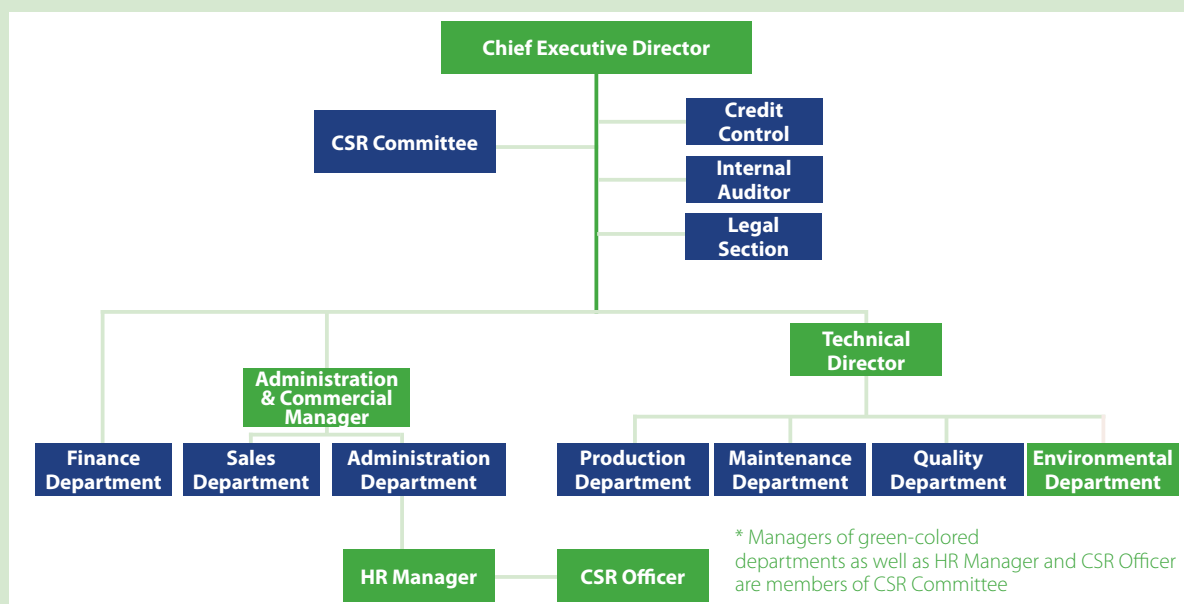 Chief Executive Director
CSR Committee
Credit
Control
Internal
Auditor
Legal
Section
Technical
Director
Administration
& Commercial
Manager
Finance
Department
Sales
Department
Administration
Department
Production
Department
Maintenance
Department
Quality
Department
Environmental
Department
HR Manager
CSR Officer
* Managers of green-colored
departments as well as HR Manager and CSR Officer
are members of CSR Committee